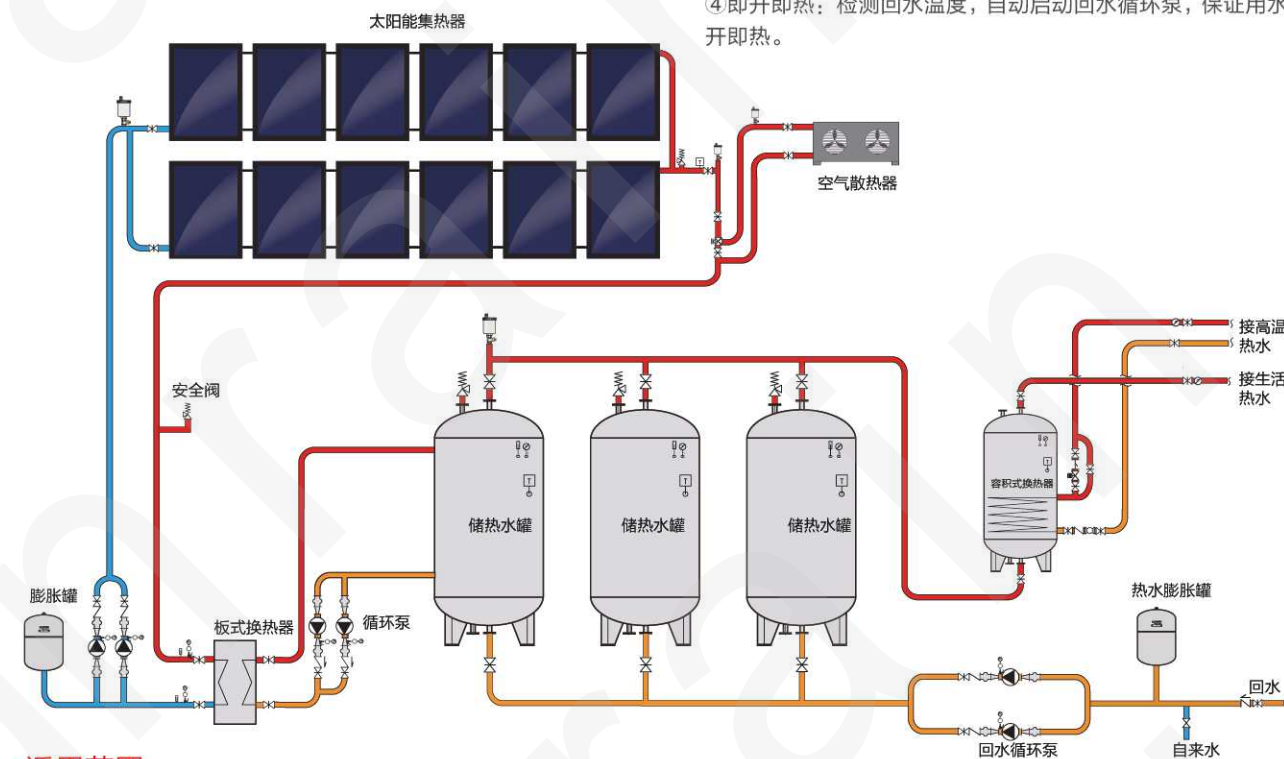 ④即开即热：检测回水温度，自动启动回水循环泵，保证用水
开即热。
太阳能集热器
空气散热器
接高温
热水
接生活
热水
安全阀
容积式换热器
储热水罐
储热水罐
储热水罐
膨胀罐
板式换热器
循环泵
热水膨胀罐
回水
回水循环泵
自来水
T
T
T
T
T